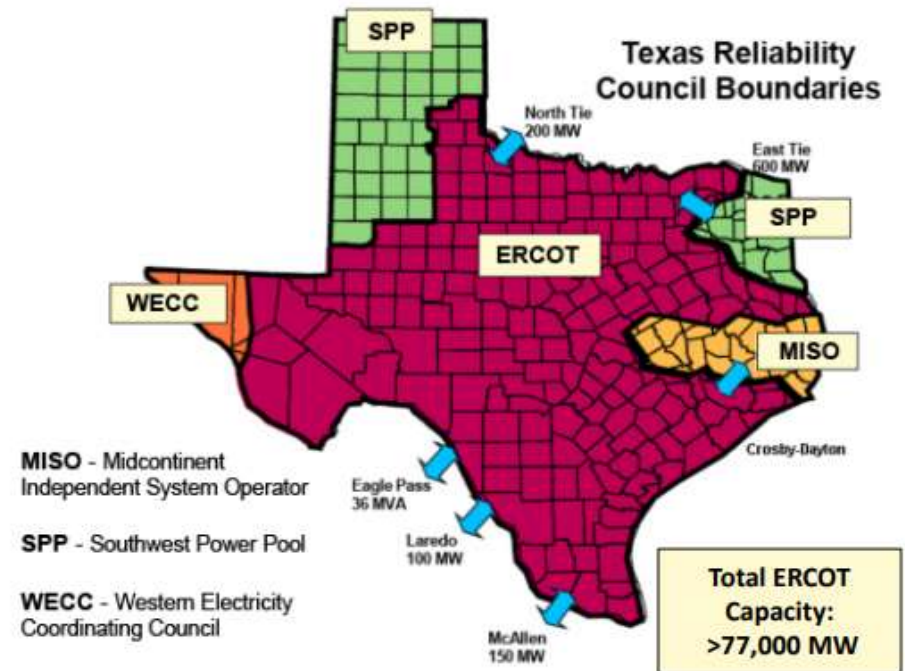 SPP
Texas Reliability
Council Boundaries
North Tie
200 MW
East Tie
600 MW
SPP
ERCOT
WECC
MISO
Crosby-Dayton
MISO - Midcontinent
Independent System Operator
Eagle Pass
36 MVA
SPP - Southwest Power Pool
Laredo
100 MW
WECC - Western Electricity
Coordinating Council
McAllen
150 MW
Total ERCOT
Capacity:
>77,000 MW